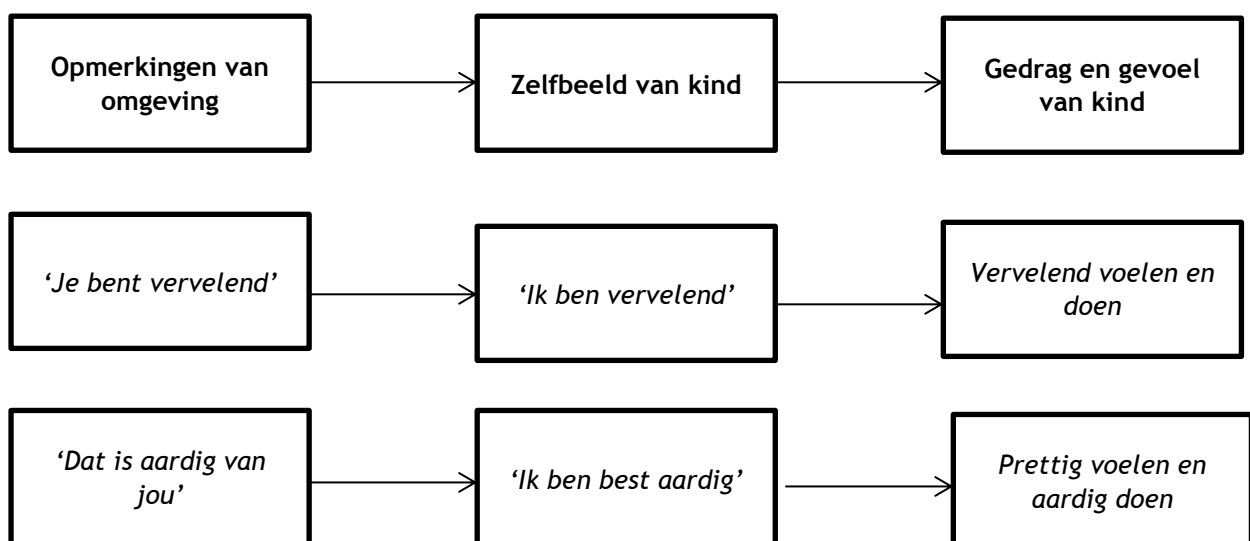 Opmerkingen van
omgeving
Zelfbeeld van kind
Gedrag en gevoel
van kind
‘Je bent vervelend’
‘Ik ben vervelend’
Vervelend voelen en
doen
‘Dat is aardig van
jou’
‘Ik ben best aardig’
Prettig voelen en
aardig doen